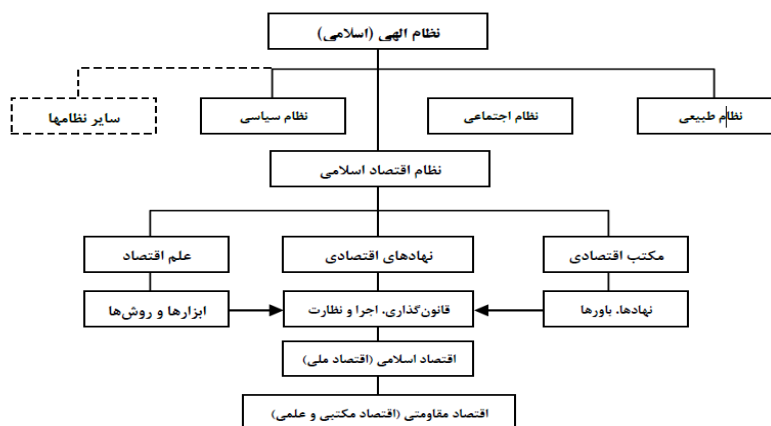 نظام الهی (اسلامی)
نظام طبیعی
نظام اجتماعی
نظام سیاسی
سایر نظامها
نظام اقتصاد اسلامی
مکتب اقتصادی
نهادهای اقتصادی
علم اقتصاد
نهادها، باورها
قانون‌گذاری، اجرا و نظارت
ابزارها و روش‌ها
اقتصاد اسلامی (اقتصاد ملی)
اقتصاد مقاومتی (اقتصاد مکتبی و علمی)